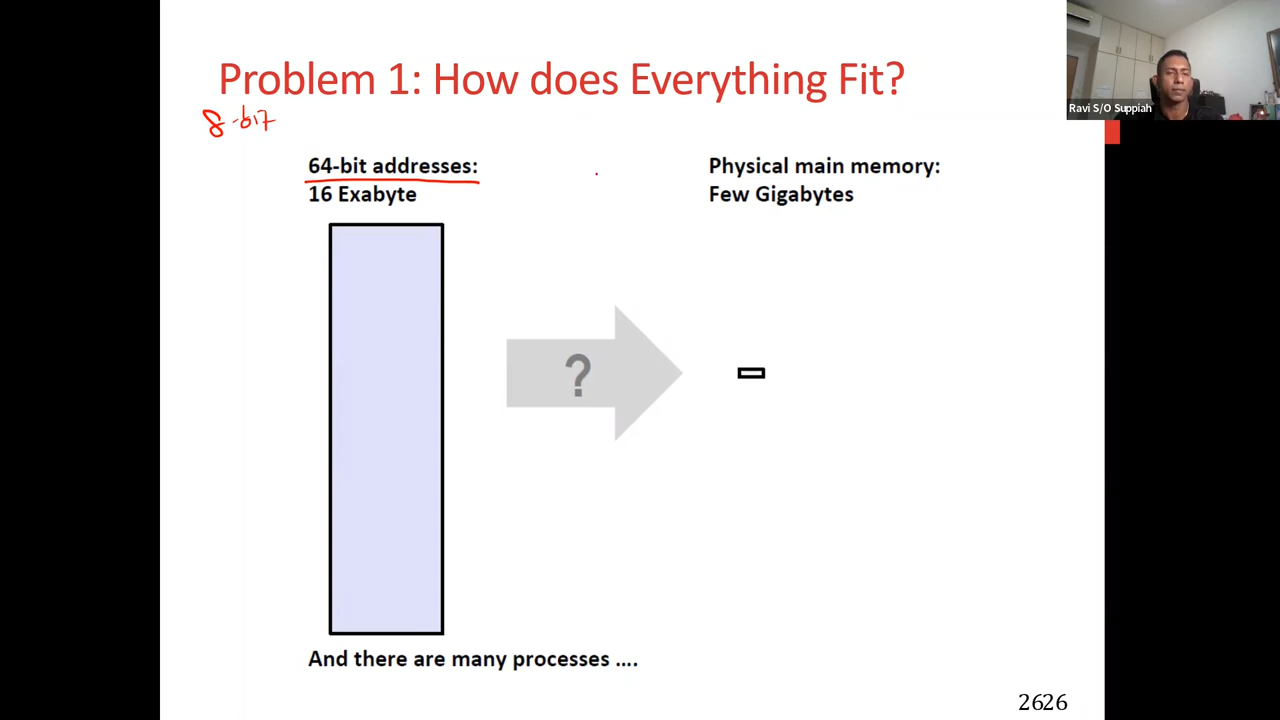 Problem 1: How does Everything Fit?
8-bit
64-bit addresses:
16 Exabyte
Physical main memory:
Few Gigabytes
?
And there are many processes ....
2626
Ravi S/O Suppiah